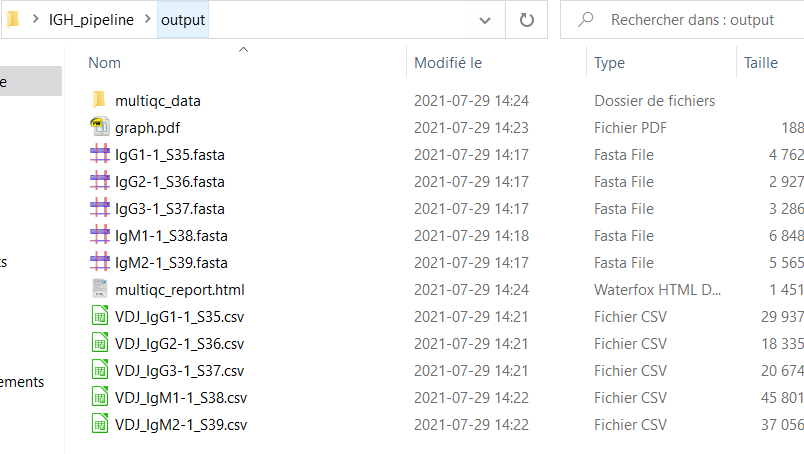 IGH_pipeline > output
Rechercher dans : output
Nom Modifié le Type Taille
multiqc_data 2021-07-29 14:24 Dossier de fichiers
graph.pdf 2021-07-29 14:23 Fichier PDF 188
IgG1-1_S35.fasta 2021-07-29 14:17 Fasta File 4 762
IgG2-1_S36.fasta 2021-07-29 14:17 Fasta File 2 927
IgG3-1_S37.fasta 2021-07-29 14:17 Fasta File 3 286
IgM1-1_S38.fasta 2021-07-29 14:18 Fasta File 6 848
IgM2-1_S39.fasta 2021-07-29 14:17 Fasta File 5 565
multiqc_report.html 2021-07-29 14:24 Waterfox HTML D... 1 451
VDJ_IgG1-1_S35.csv 2021-07-29 14:21 Fichier CSV 29 937
VDJ_IgG2-1_S36.csv 2021-07-29 14:21 Fichier CSV 18 335
VDJ_IgG3-1_S37.csv 2021-07-29 14:21 Fichier CSV 20 674
VDJ_IgM1-1_S38.csv 2021-07-29 14:22 Fichier CSV 45 801
VDJ_IgM2-1_S39.csv 2021-07-29 14:22 Fichier CSV 37 056
ements